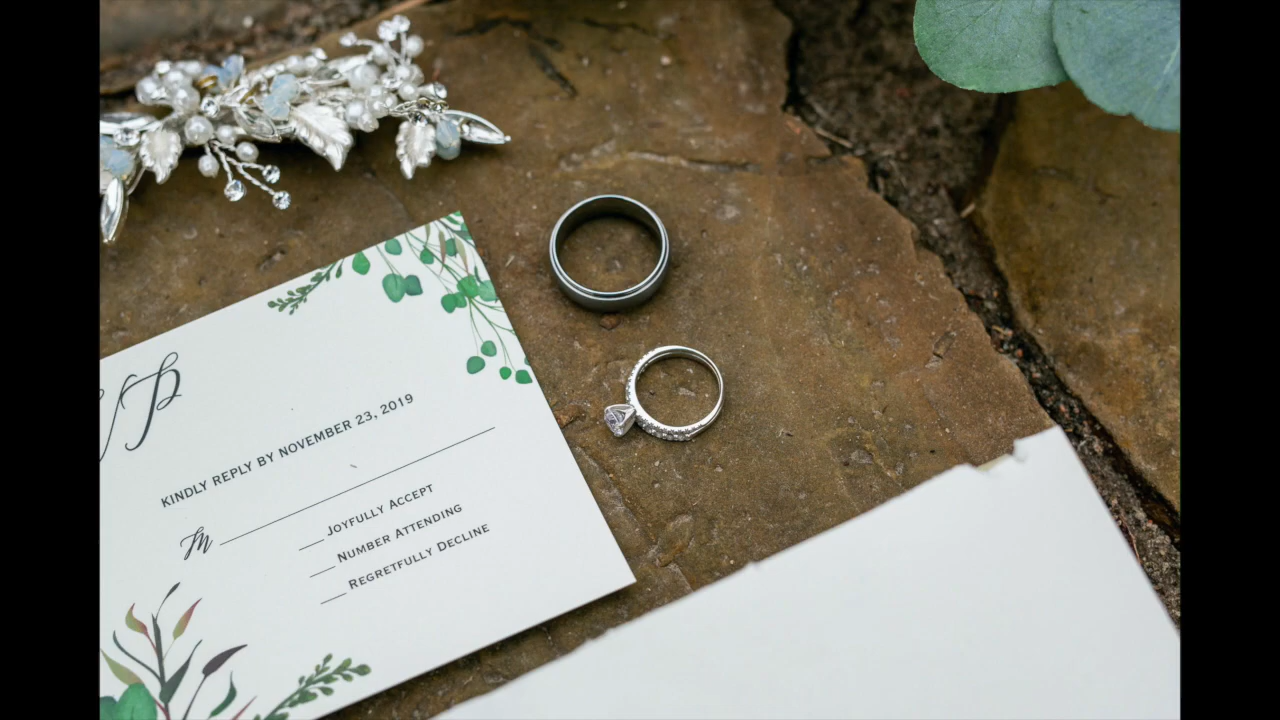 KINDLY REPLY BY NOVEMBER 23, 2019
M
JOYFULLY ACCEPT
NUMBER ATTENDING
REGRETFULLY DECLINE